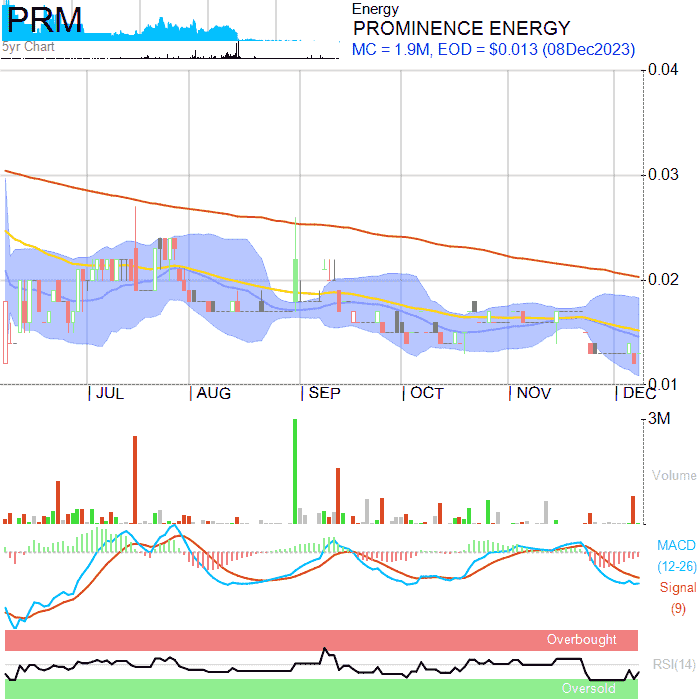 PRM
5yr Chart
Energy
PROMINENCE ENERGY
MC = 1.9M, EOD = $0.013 (08Dec2023)
0.04
0.03
0.02
0.01
JUL AUG SEP OCT NOV DEC
3M
Volume
MACD
(12-26)
Signal
(9)
Overbought
RSI(14)
Oversold